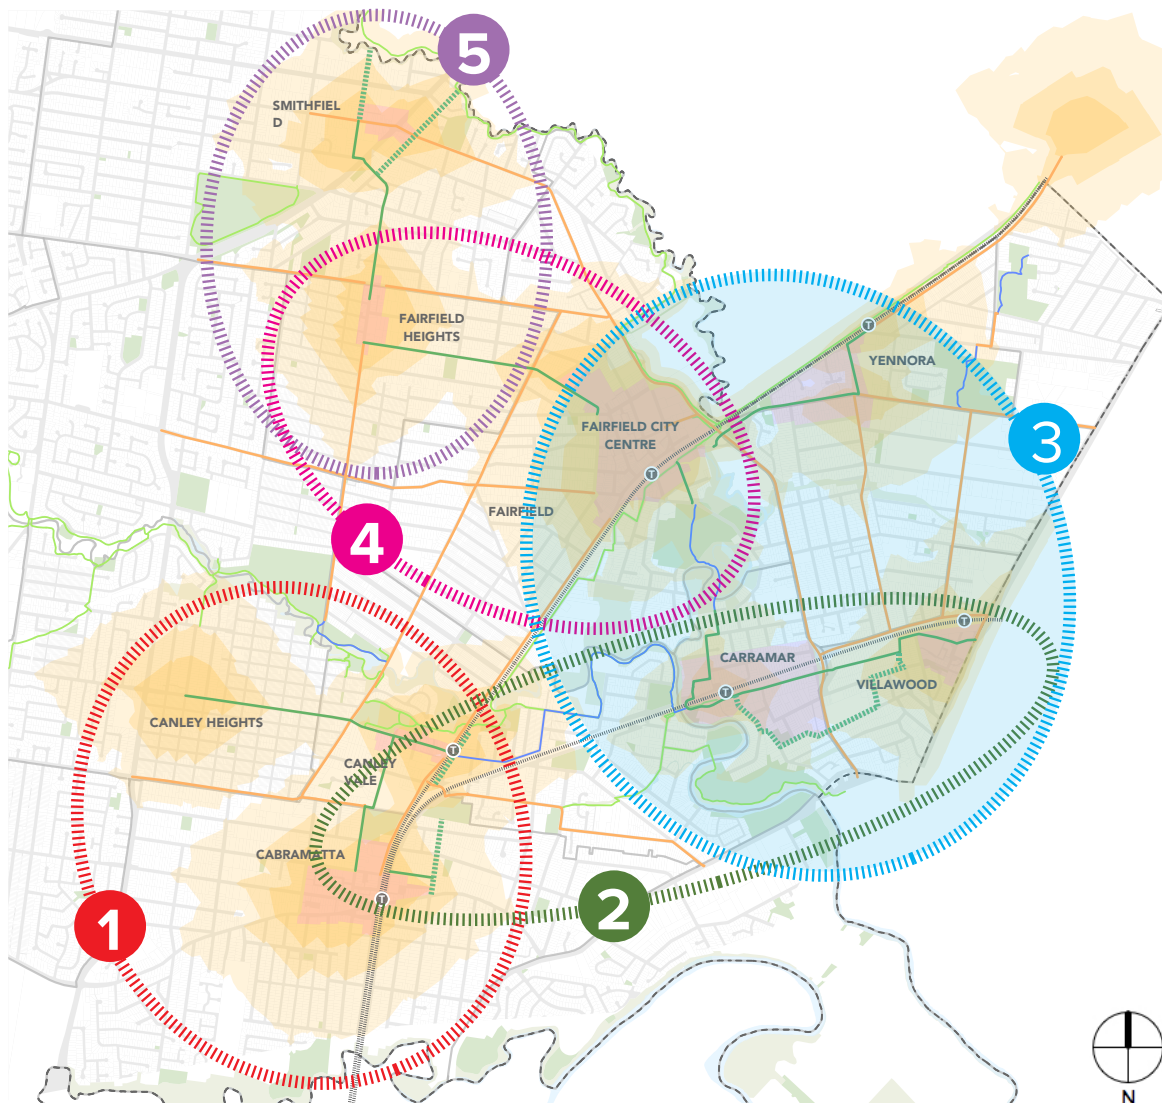 5
SMITHFIEL
D
FAIRFIELD
HEIGHTS
T
YENNORA
FAIRFIELD CITY
CENTRE
3
T
FAIRFIELD
4
T
CARRAMAR
VILLAWOOD
T
CANLEY HEIGHTS
T
CANLEY
VALE
CABRAMATTA
T
2
1
N